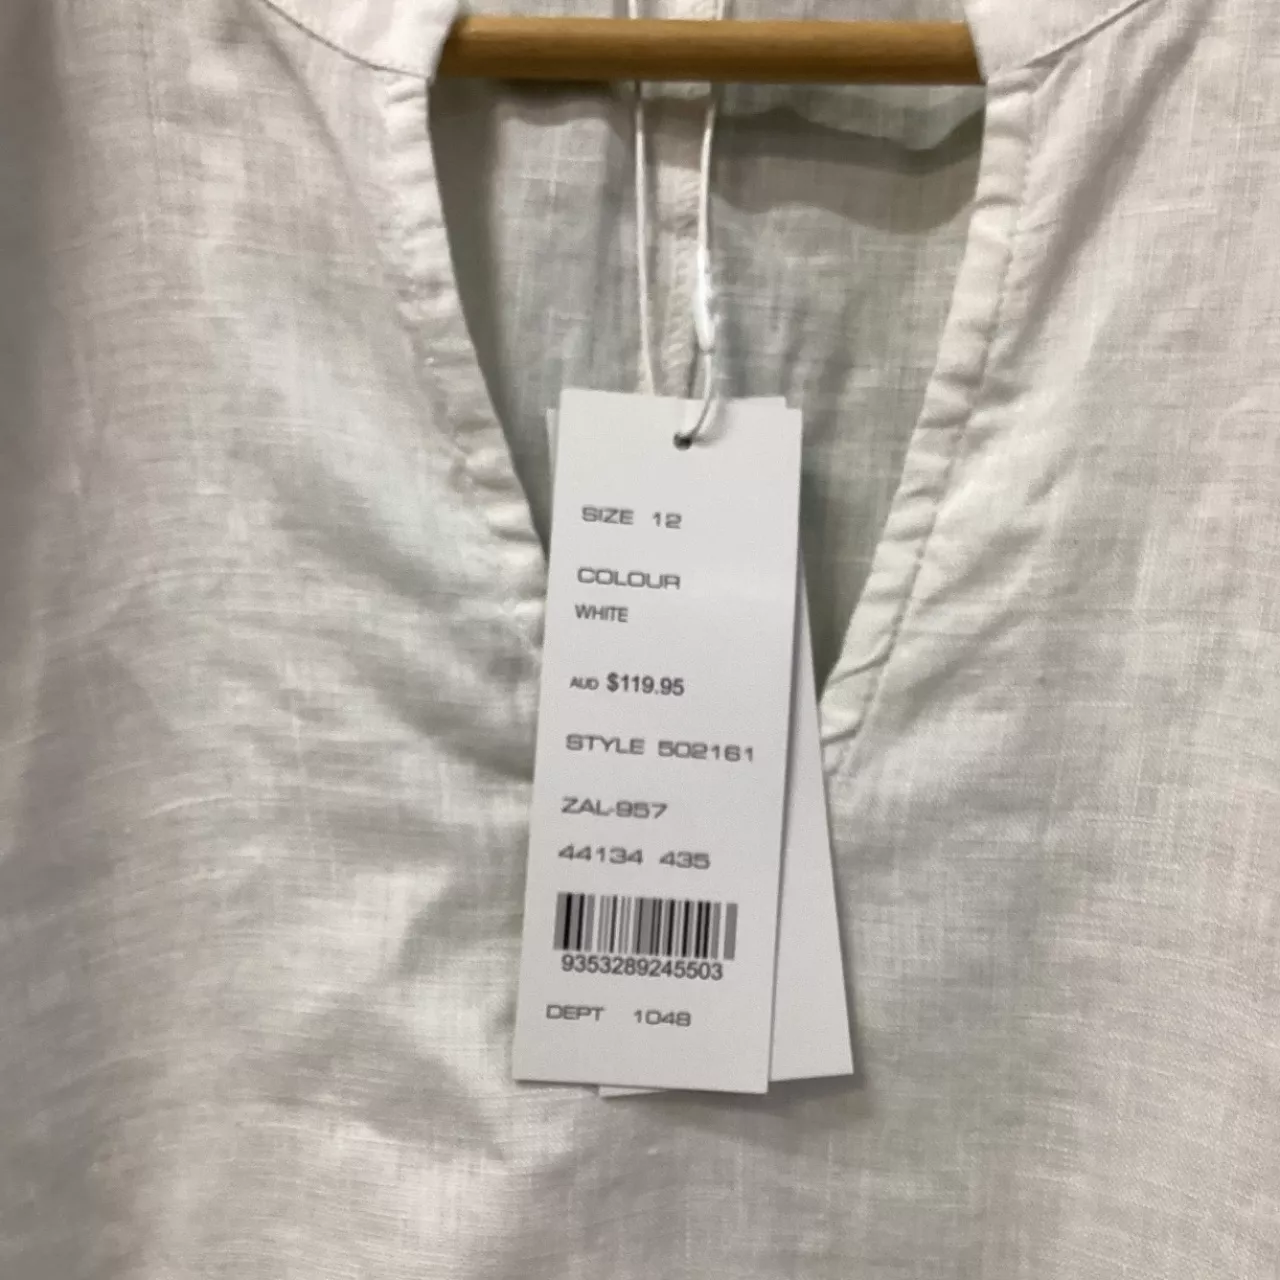 SIZE 12
COLOUR
WHITE
AUD $119.95
STYLE 502161
ZAL-957
44134 435
9353289245503
DEPT 1048